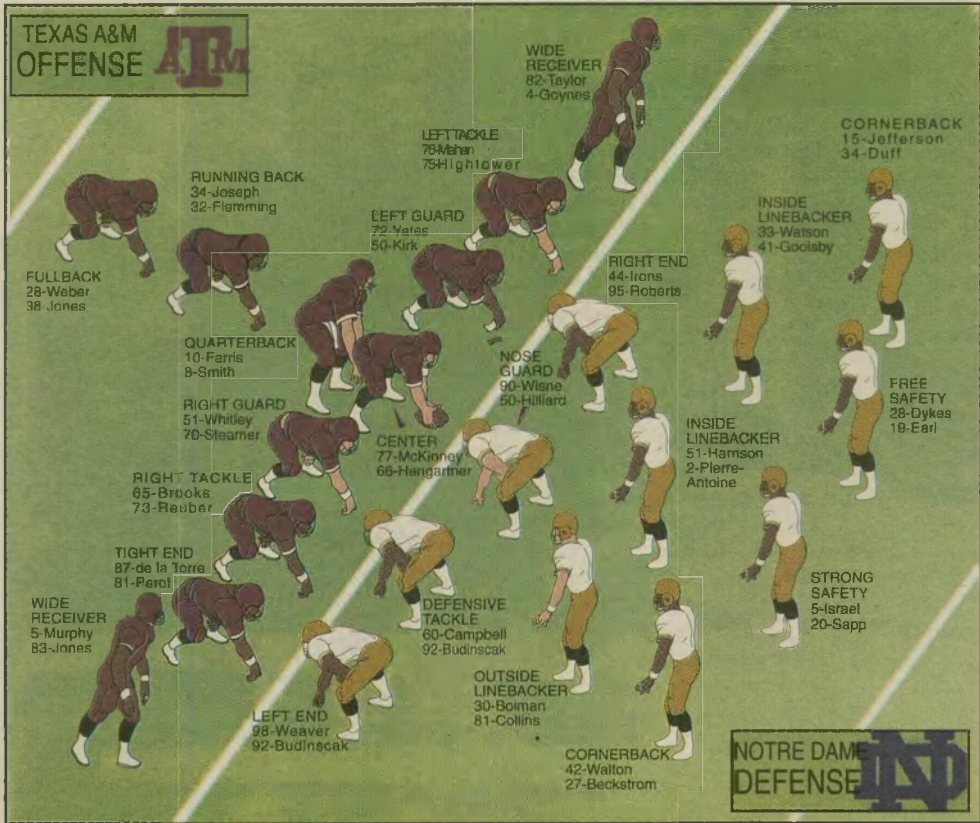 TEXAS A&M
OFFENSE
ATM
WIDE
RECEIVER
82-Taylor
4-Goynes
LEFT TACKLE
76-Mahan
75-Hightower
CORNERBACK
15-Jefferson
34-Duff
RUNNING BACK
34-Joseph
32-Flemming
LEFT GUARD
72-Yates
50-Kirk
INSIDE
LINEBACKER
33-Watson
41-Goolsby
FULLBACK
28-Weber
38-Jones
RIGHT END
44-Irons
95-Roberts
QUARTERBACK
10-Farris
8-Smith
NOSE
GUARD
90-Wisne
50-Hilliard
FREE
SAFETY
28-Dykes
19-Earl
RIGHT GUARD
51-Whitley
70-Steamer
CENTER
77-McKinney
66-Hengartner
INSIDE
LINEBACKER
51-Harrison
2-Pierre-
Antoine
RIGHT TACKLE
65-Brooks
73-Reuber
TIGHT END
87-de la Torre
81-Perot
STRONG
SAFETY
5-Israel
20-Sapp
WIDE
RECEIVER
5-Murphy
83-Jones
DEFENSIVE
TACKLE
60-Campbell
92-Budinscak
OUTSIDE
LINEBACKER
30-Boiman
81-Collins
LEFT END
98-Weaver
92-Budinscak
CORNERBACK
42-Walton
27-Beckstrom
NOTRE DAME
DEFENSE
ND